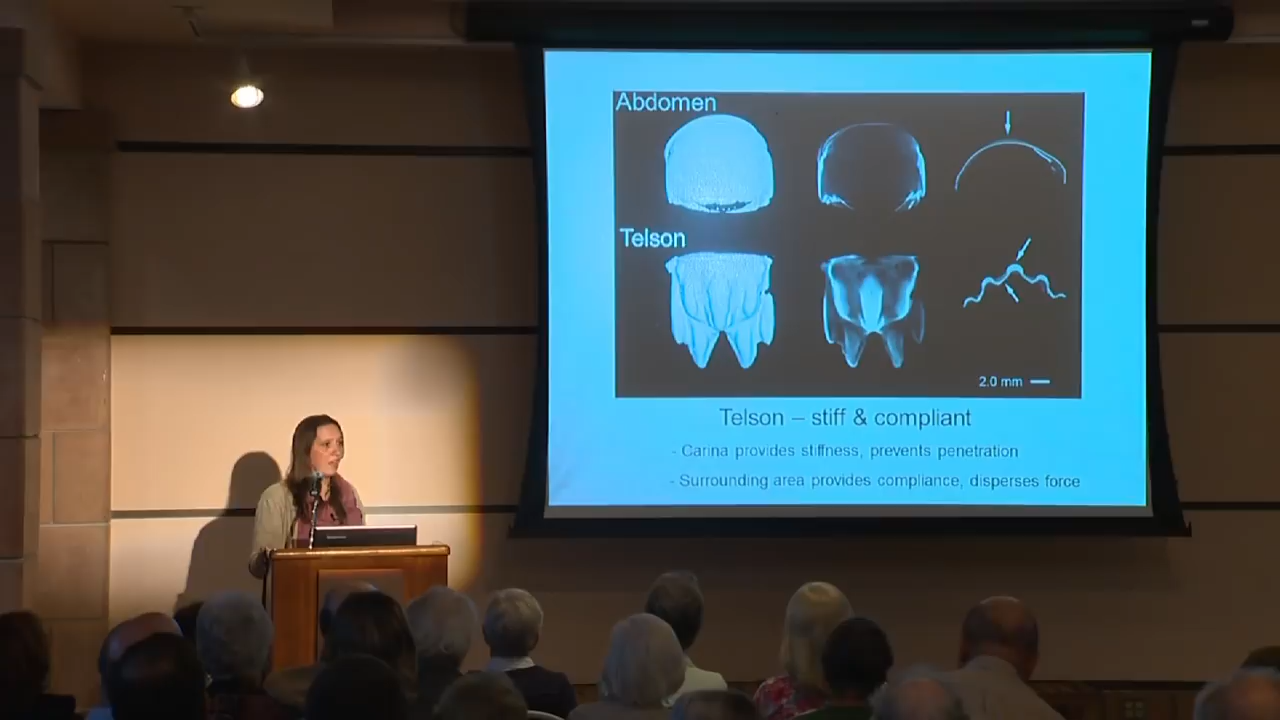 Abdomen
Telson
2.0 mm
Telson – stiff & compliant
- Carina provides stiffness, prevents penetration
- Surrounding area provides compliance, disperses force